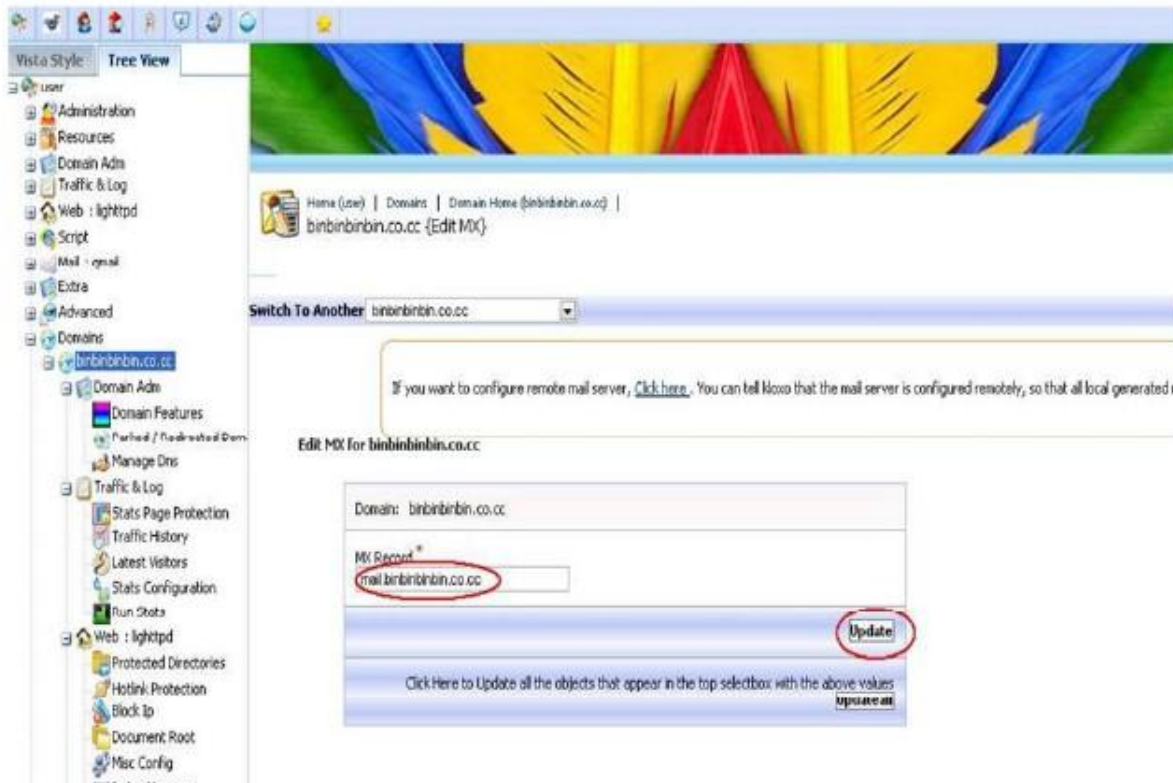 Vista Style Tree View
user
Administration
Resources
Domain Adm
Traffic & Log
Web : lighttpd
Script
Mail : qmail
Extra
Advanced
Domains
binbinbinbin.co.cc
Domain Adm
Domain Features
Parked / Redirected Dom
Manage Dns
Traffic & Log
Stats Page Protection
Traffic History
Latest Visitors
Stats Configuration
Run Stats
Web : lighttpd
Protected Directories
Hotlink Protection
Block Ip
Document Root
Misc Config
Home (user) | Domains | Domain Home (binbinbinbin.co.cc) |
binbinbinbin.co.cc {Edit MX}
Switch To Another binbinbinbin.co.cc
If you want to configure remote mail server, Click here . You can tell kloxo that the mail server is configured remotely, so that all local generated
Edit MX for binbinbinbin.co.cc
Domain: binbinbinbin.co.cc
MX Record *
mail.binbinbinbin.co.cc
Update
Click Here to Update all the objects that appear in the top selectbox with the above values
Update all